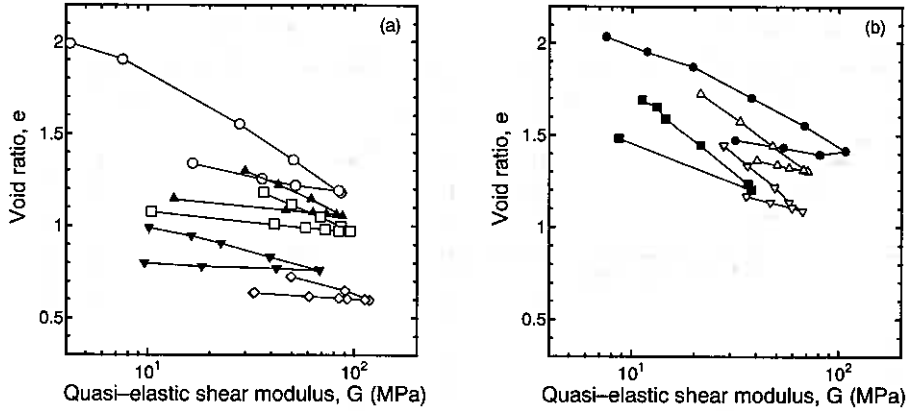 (a)
2
1.5
1
0.5
Void ratio, e
10¹
10²
Quasi–elastic shear modulus, G (MPa)
(b)
2
1.5
1
0.5
Void ratio, e
10¹
10²
Quasi–elastic shear modulus, G (MPa)